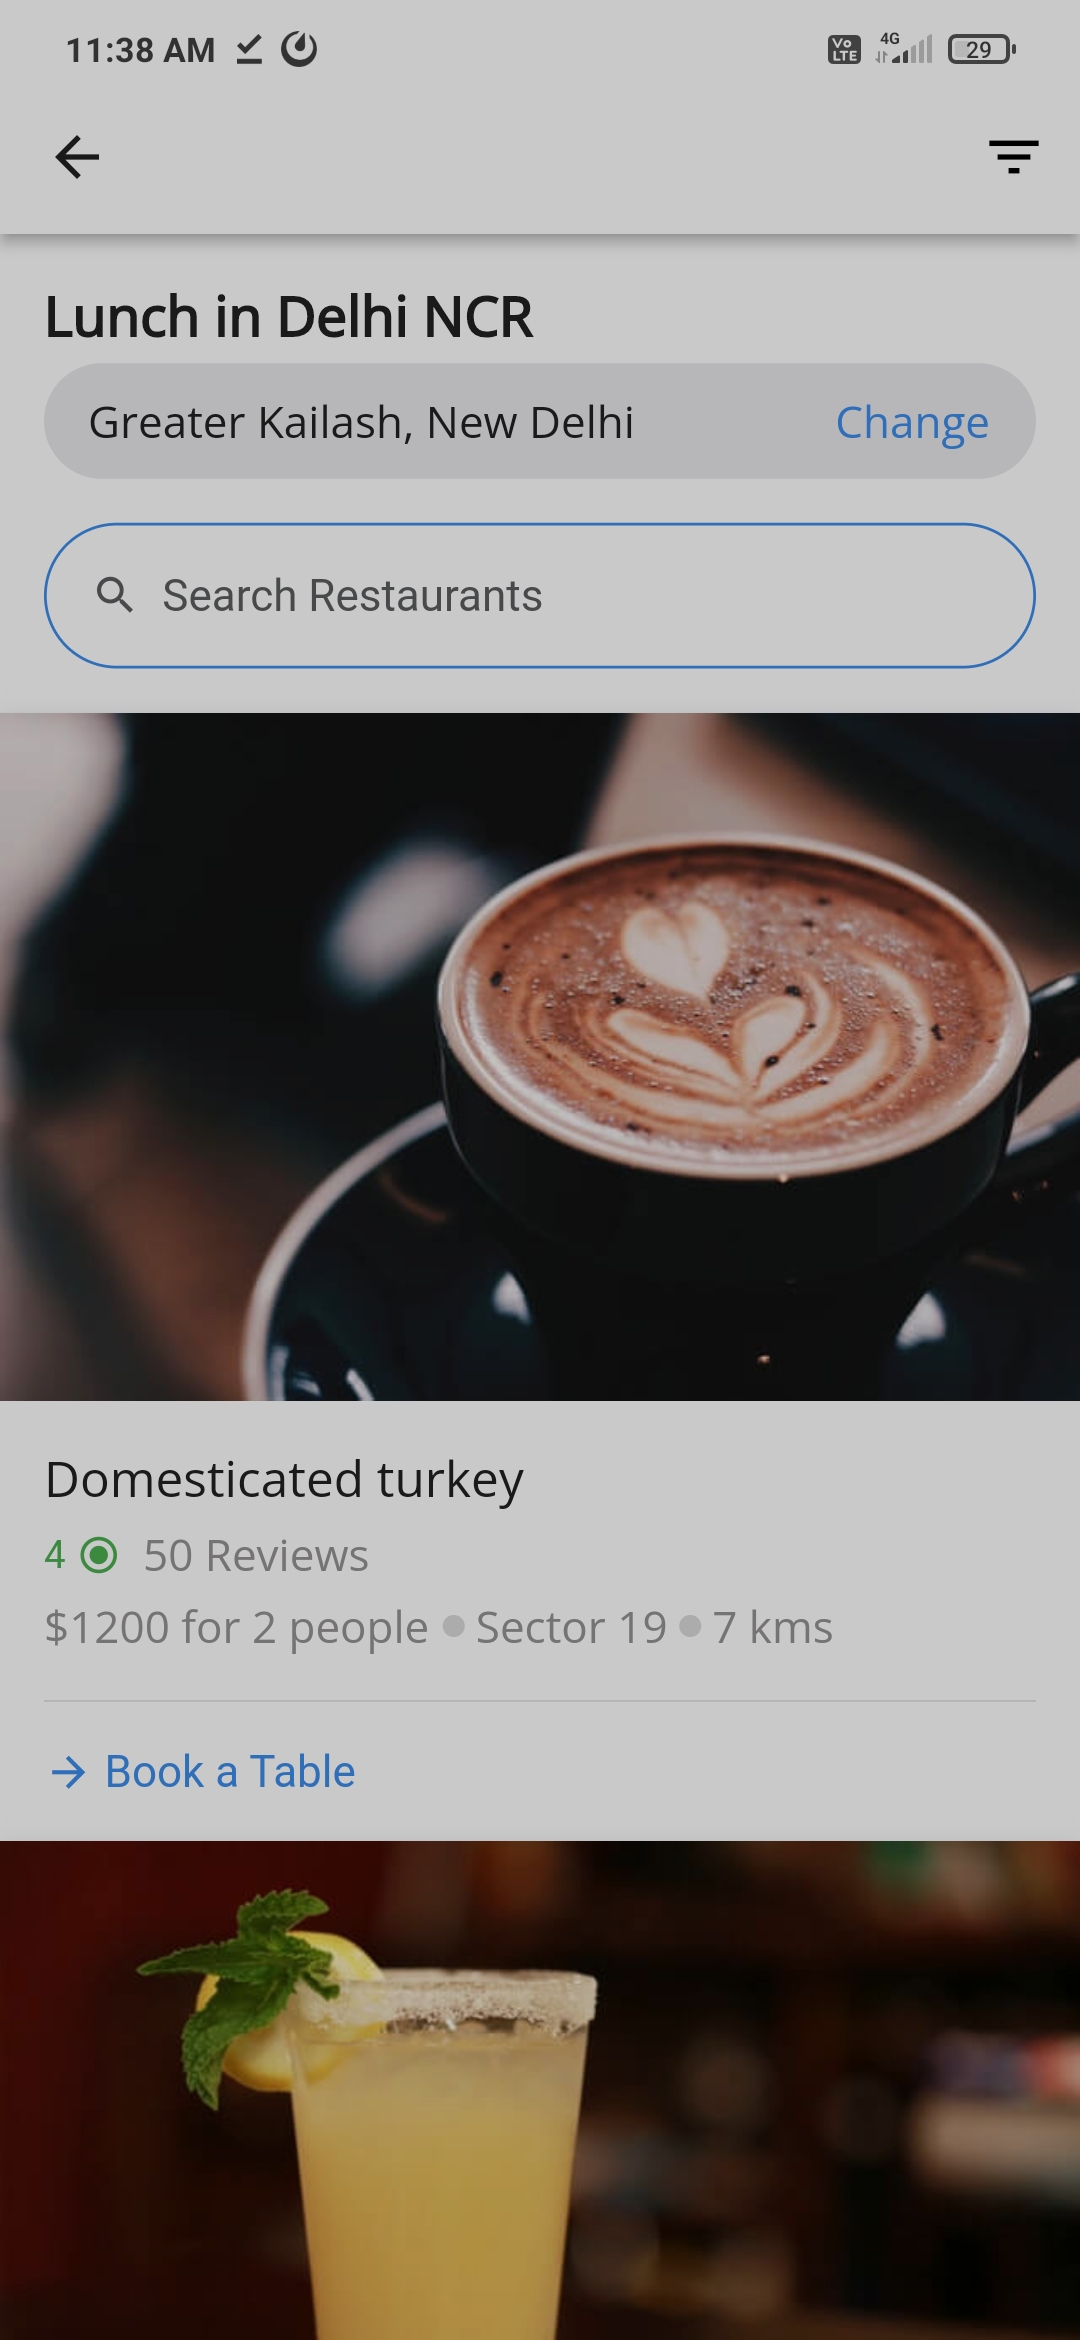 11:38 AM
Vo LTE 4G 29
Lunch in Delhi NCR
Greater Kailash, New Delhi Change
Search Restaurants
Domesticated turkey
4 50 Reviews
$1200 for 2 people Sector 19 7 kms
Book a Table